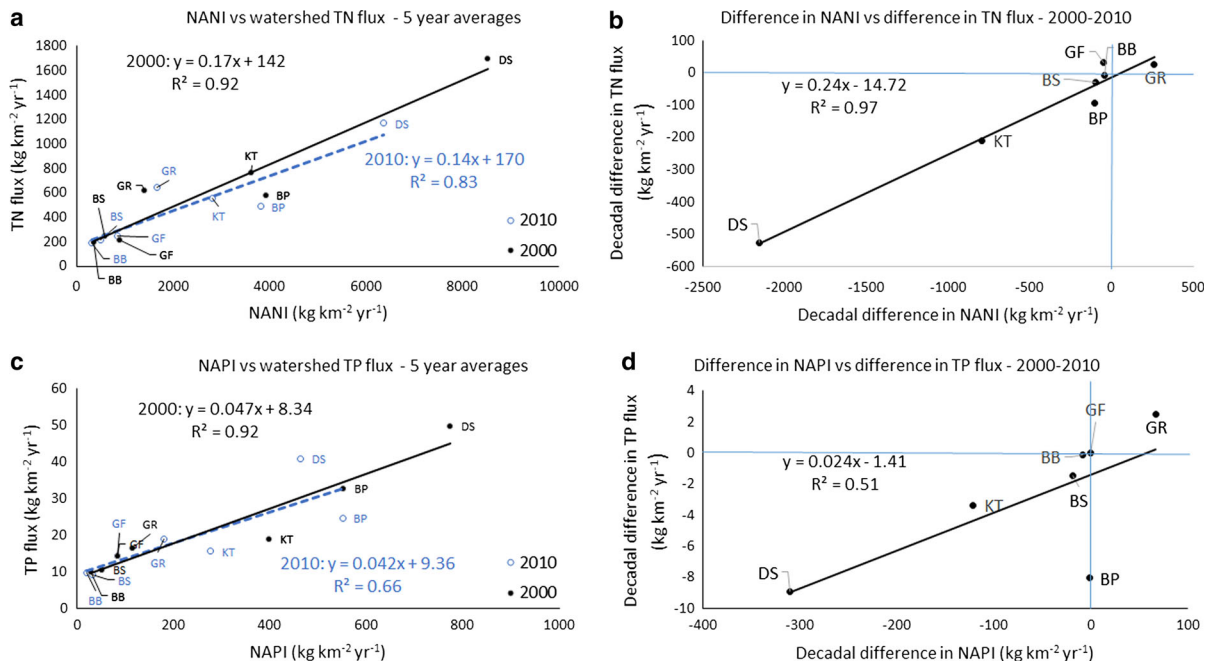 a
NANI vs watershed TN flux - 5 year averages
1800
1600
1400
1200
1000
800
600
400
200
0
TN flux (kg km-2 yr-1)
2000: y = 0.17x + 142
R² = 0.92
DS
DS
KT
2010: y = 0.14x + 170
R² = 0.83
GR
GR
BP
BP
KT
BS
BS
GF
GF
BB
BB
2010
2000
0
2000
4000
6000
8000
10000
NANI (kg km-2 yr-1)
b
Difference in NANI vs difference in TN flux - 2000-2010
100
0
-100
-200
-300
-400
-500
-600
Decadal difference in TN flux
(kg km-2 yr-1)
GF
BB
BS
GR
BP
y = 0.24x - 14.72
R² = 0.97
KT
DS
-2500
-2000
-1500
-1000
-500
0
500
Decadal difference in NANI (kg km-2 yr-1)
c
NAPI vs watershed TP flux - 5 year averages
60
50
40
30
20
10
0
TP flux (kg km-2 yr-1)
2000: y = 0.047x + 8.34
R² = 0.92
DS
DS
BP
BP
GF
GR
GF
GR
KT
KT
BS
BS
BB
BB
2010: y = 0.042x + 9.36
R² = 0.66
2010
2000
0
200
400
600
800
1000
NAPI (kg km-2 yr-1)
d
Difference in NAPI vs difference in TP flux - 2000-2010
4
2
0
-2
-4
-6
-8
-10
Decadal difference in TP flux
(kg km-2 yr-1)
GF
GR
BB
BS
y = 0.024x - 1.41
R² = 0.51
KT
BP
DS
-400
-300
-200
-100
0
100
Decadal difference in NAPI (kg km-2 yr-1)